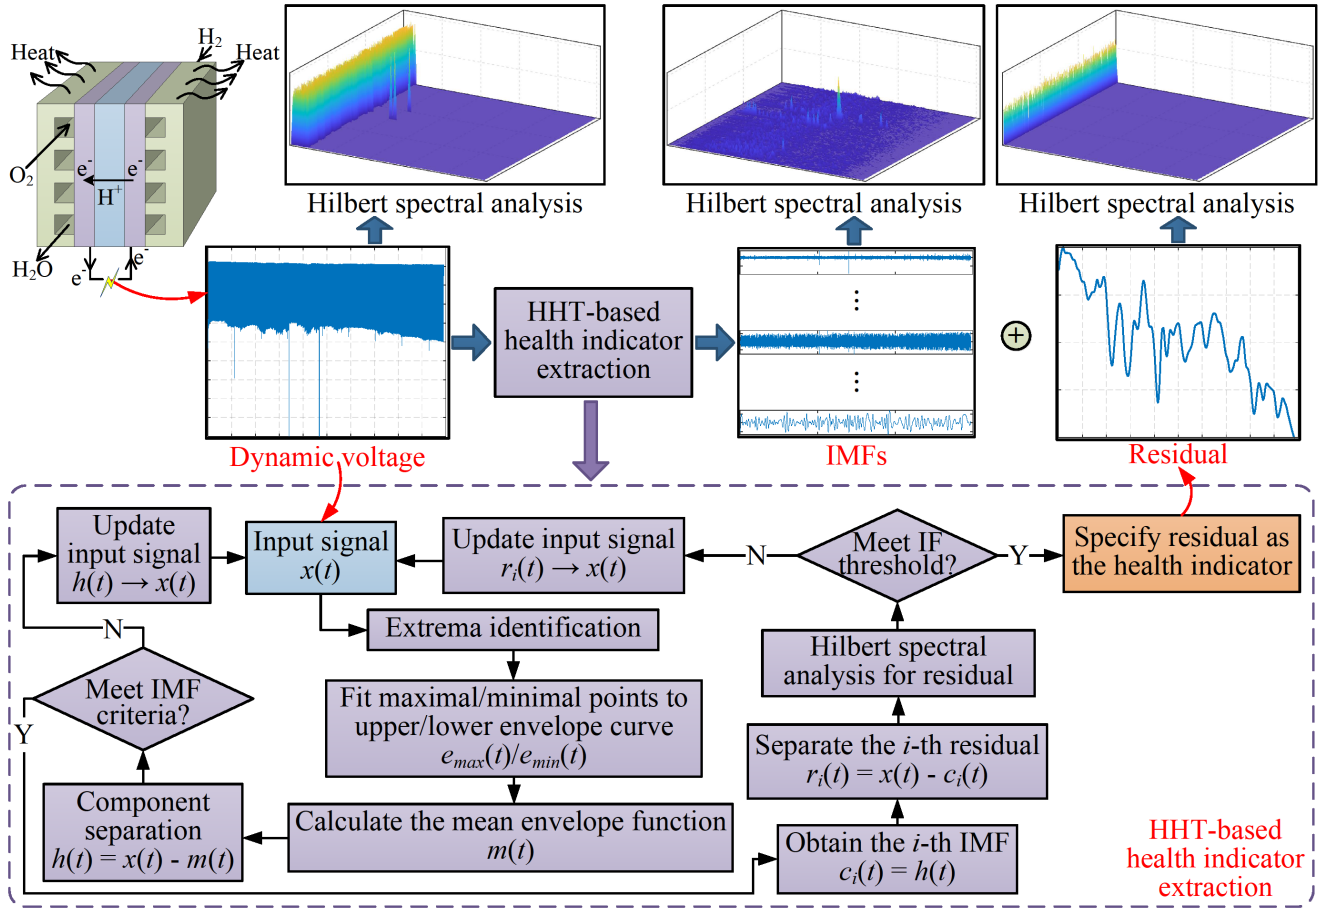 H2
Heat
Heat
O2
e-
e-
H+
H2O
e-
e-
Hilbert spectral analysis
Hilbert spectral analysis
Hilbert spectral analysis
HHT-based
health indicator
extraction
+
Dynamic voltage
IMFs
Residual
Update
input signal
h(t) → x(t)
Input signal
x(t)
Update input signal
ri(t) → x(t)
N
Meet IF
threshold?
Y
Specify residual as
the health indicator
N
Extrema identification
Hilbert spectral
analysis for residual
Meet IMF
criteria?
Y
Fit maximal/minimal points to
upper/lower envelope curve
emax(t)/emin(t)
Separate the i-th residual
ri(t) = x(t) - ci(t)
Component
separation
h(t) = x(t) - m(t)
Calculate the mean envelope function
m(t)
Obtain the i-th IMF
ci(t) = h(t)
HHT-based
health indicator
extraction